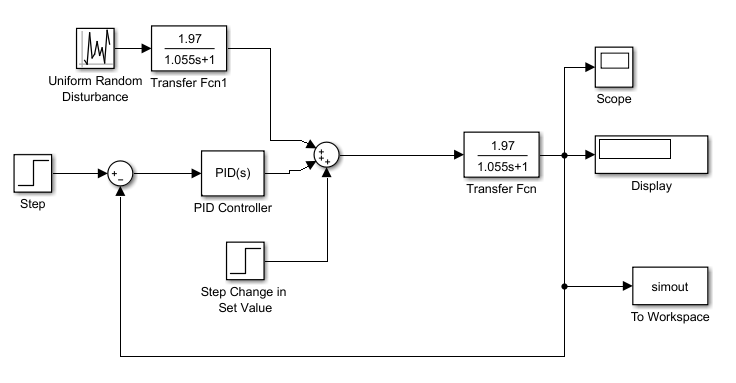 1.97
1.055s+1
Uniform Random
Disturbance
Transfer Fcn1
Scope
+
+
+
1.97
1.055s+1
Transfer Fcn
Display
+
−
Step
PID(s)
PID Controller
Step Change in
Set Value
simout
To Workspace